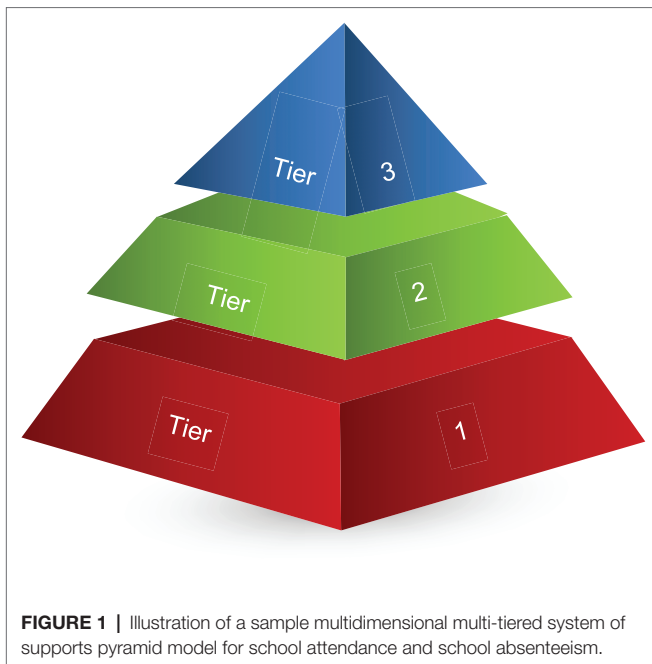 Tier 3
Tier 2
Tier 1
FIGURE 1 | Illustration of a sample multidimensional multi-tiered system of
supports pyramid model for school attendance and school absenteeism.